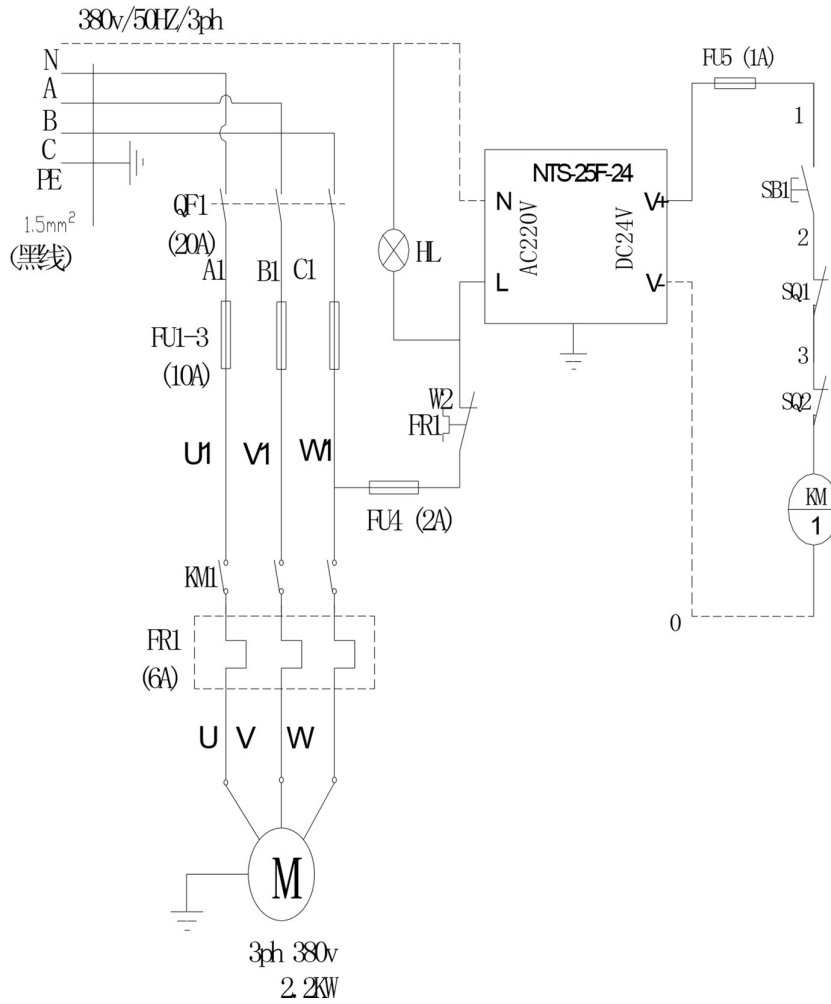 380v/50HZ/3ph
N
A
B
C
PE
1.5mm²
(黑线)
QF1
(20A)
A1
B1
C1
FU1-3
(10A)
U1
V1
W1
HL
NTS-25F-24
N
L
AC220V
DC24V
V+
V-
W2
FR1
FU4 (2A)
FU5 (1A)
1
SB1
2
SQ1
3
SQ2
KM
1
0
KM1
FR1
(6A)
U
V
W
M
3ph 380v
2.2KW